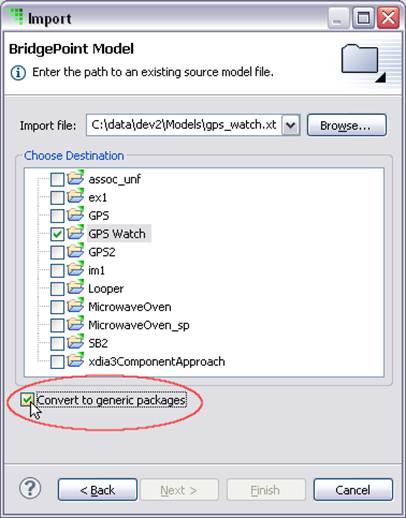 Import
BridgePoint Model
Enter the path to an existing source model file.
Import file: C:\data\dev2\Models\gps_watch.xt Browse...
Choose Destination
assoc_unf
ex1
GPS
GPS Watch
GPS2
im1
Looper
MicrowaveOven
MicrowaveOven_sp
SB2
xdia3ComponentApproach
Convert to generic packages
? < Back Next > Finish Cancel